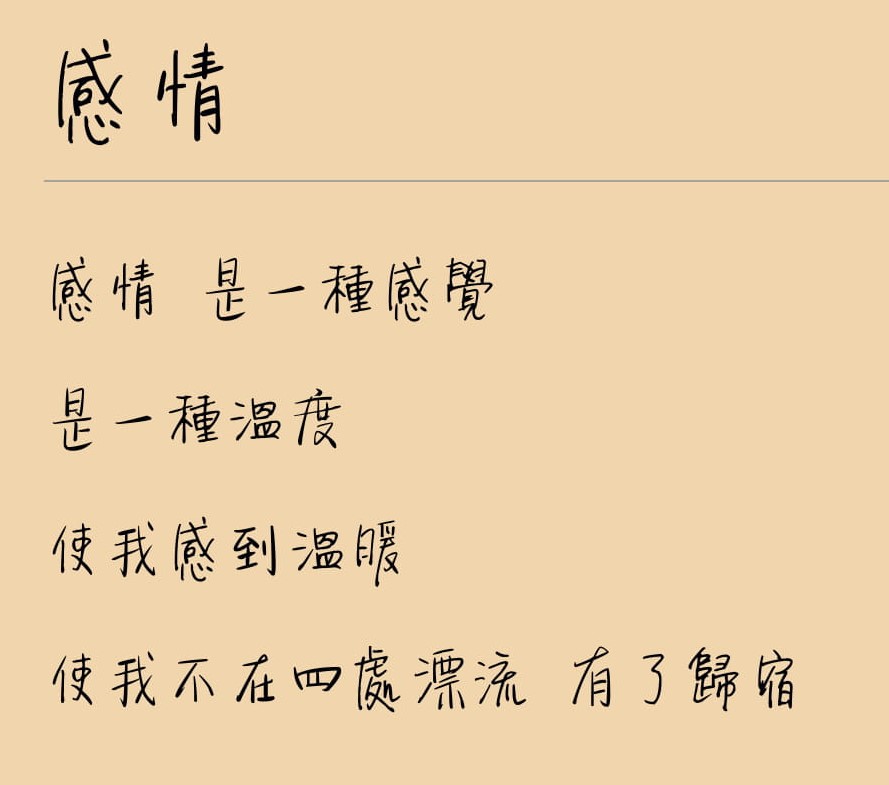 感情
感情 是一種感覺
是一種溫度
使我感到溫暖
使我不在四處漂流 有了歸宿